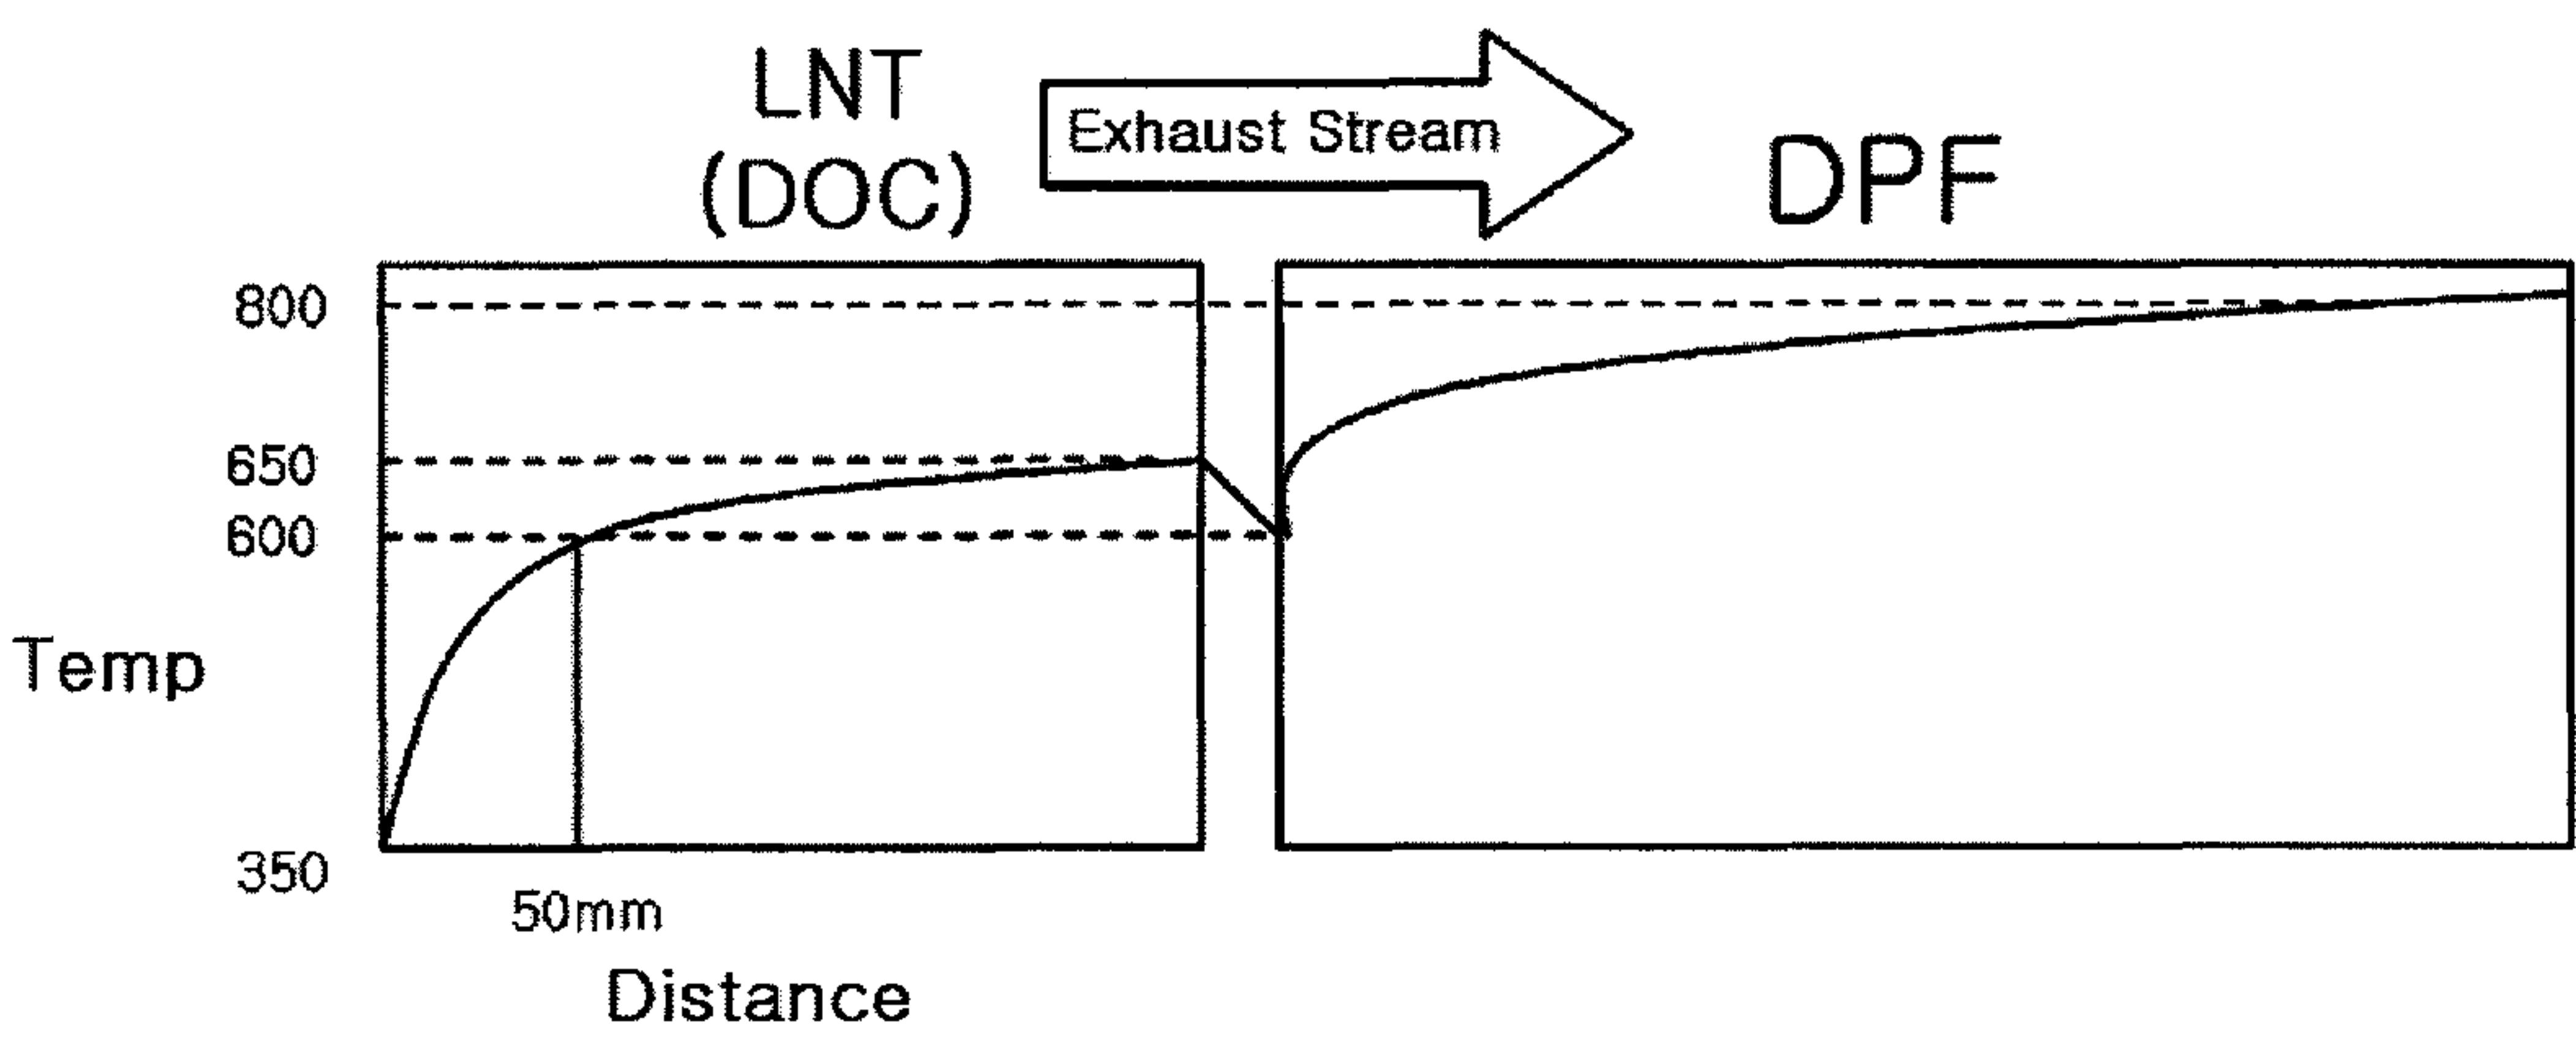 LNT
(DOC)
Exhaust Stream
DPF
800
650
600
Temp
350
50mm
Distance